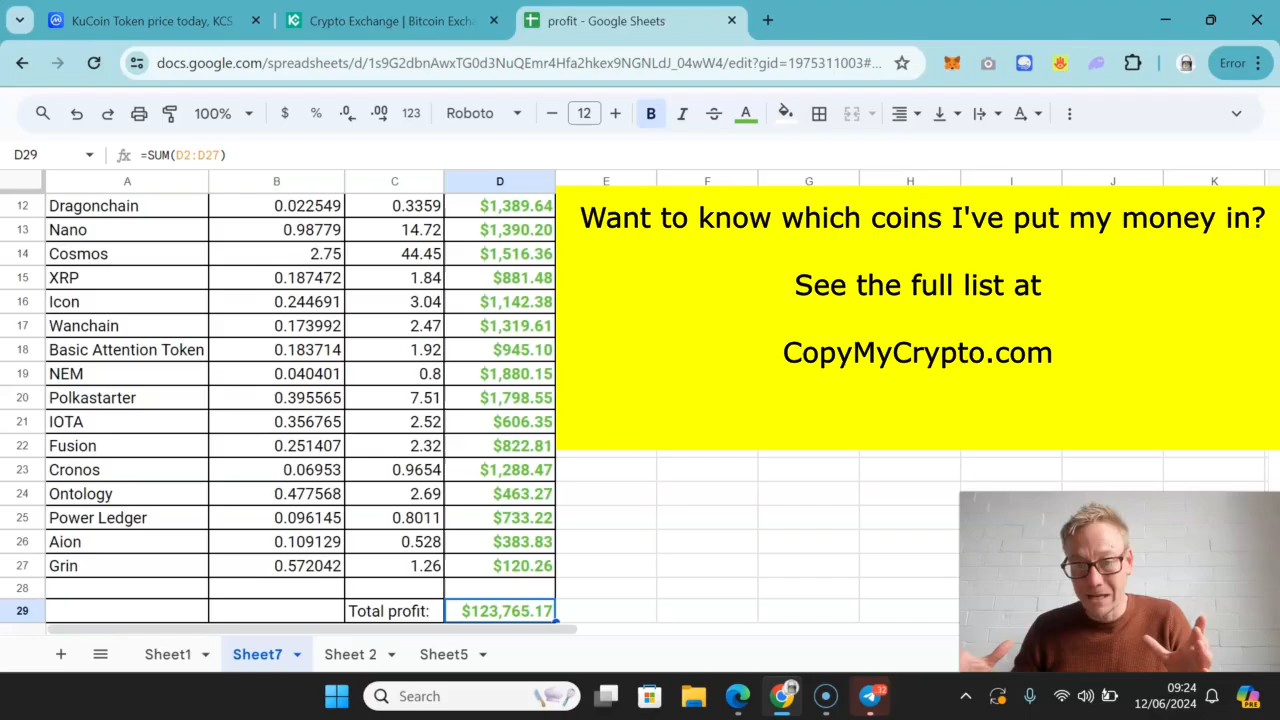 KuCoin Token price today, KCS
Crypto Exchange | Bitcoin Exch
profit - Google Sheets
docs.google.com/spreadsheets/d/1s9G2dbnAwxTG0d3NuQEmr4Hfa2hkex9NGNLdJ_04wW4/edit?gid=1975311003#...
Error
100% $ % .0 .00 123 Roboto 12 B I A
D29 fx =SUM(D2:D27)
A B C D E F G H I J K
12 Dragonchain 0.022549 0.3359 $1,389.64
13 Nano 0.98779 14.72 $1,390.20
14 Cosmos 2.75 44.45 $1,516.36
15 XRP 0.187472 1.84 $881.48
16 Icon 0.244691 3.04 $1,142.38
17 Wanchain 0.173992 2.47 $1,319.61
18 Basic Attention Token 0.183714 1.92 $945.10
19 NEM 0.040401 0.8 $1,880.15
20 Polkastarter 0.395565 7.51 $1,798.55
21 IOTA 0.356765 2.52 $606.35
22 Fusion 0.251407 2.32 $822.81
23 Cronos 0.06953 0.9654 $1,288.47
24 Ontology 0.477568 2.69 $463.27
25 Power Ledger 0.096145 0.8011 $733.22
26 Aion 0.109129 0.528 $383.83
27 Grin 0.572042 1.26 $120.26
28
29 Total profit: $123,765.17
Want to know which coins I've put my money in?
See the full list at
CopyMyCrypto.com
Sheet1 Sheet7 Sheet 2 Sheet5
Search
32
09:24
12/06/2024
PRE